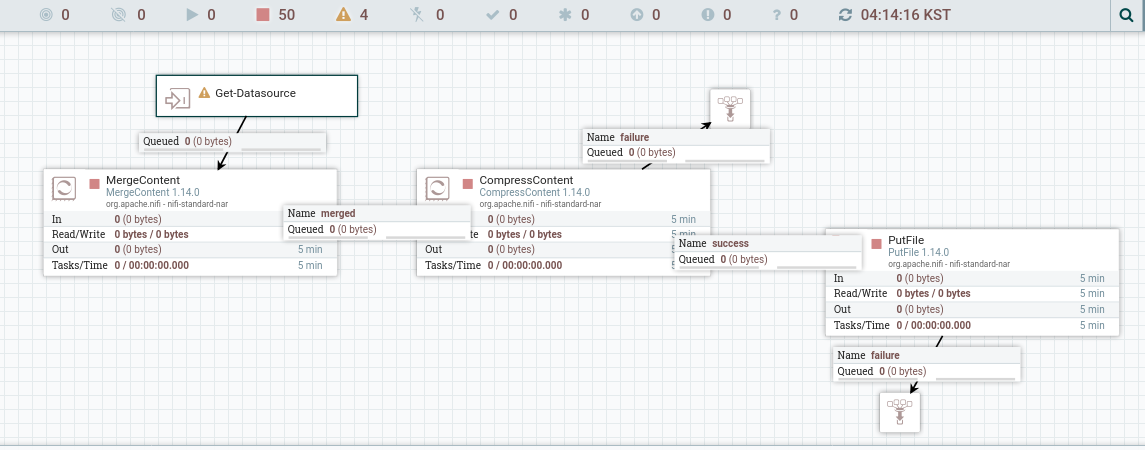 0 0 0 50 4 0 0 0 0 0 0 04:14:16 KST
Get-Datasource
Queued 0 (0 bytes)
MergeContent
MergeContent 1.14.0
org.apache.nifi - nifi-standard-nar
In 0 (0 bytes)
Read/Write 0 bytes / 0 bytes
Out 0 (0 bytes) 5 min
Tasks/Time 0 / 00:00:00.000 5 min
Name merged
Queued 0 (0 bytes)
CompressContent
CompressContent 1.14.0
org.apache.nifi - nifi-standard-nar
0 (0 bytes) 5 min
0 bytes / 0 bytes
Out 0 (0 bytes)
Tasks/Time 0 / 00:00:00.000
Name failure
Queued 0 (0 bytes)
Name success
Queued 0 (0 bytes)
PutFile
PutFile 1.14.0
org.apache.nifi - nifi-standard-nar
In 0 (0 bytes) 5 min
Read/Write 0 bytes / 0 bytes 5 min
Out 0 (0 bytes) 5 min
Tasks/Time 0 / 00:00:00.000 5 min
Name failure
Queued 0 (0 bytes)